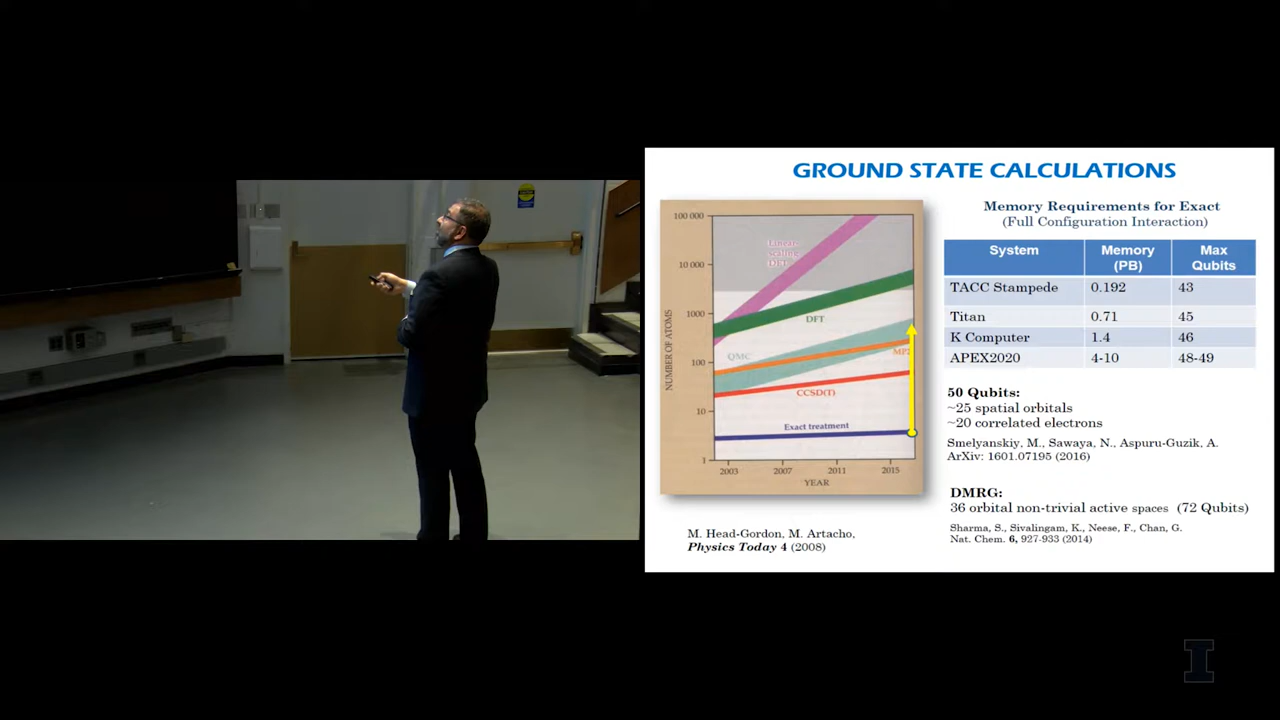 GROUND STATE CALCULATIONS
100 000
10 000
1000
100
10
1
NUMBER OF ATOMS
Linear
scaling
DFT
DFT
QMC
MP2
CCSD(T)
Exact treatment
2003
2007
2011
2015
YEAR
M. Head-Gordon, M. Artacho,
Physics Today 4 (2008)
Memory Requirements for Exact
(Full Configuration Interaction)
System Memory (PB) Max Qubits
TACC Stampede 0.192 43
Titan 0.71 45
K Computer 1.4 46
APEX2020 4-10 48-49
50 Qubits:
~25 spatial orbitals
~20 correlated electrons
Smelyanskiy, M., Sawaya, N., Aspuru-Guzik, A.
ArXiv: 1601.07195 (2016)
DMRG:
36 orbital non-trivial active spaces (72 Qubits)
Sharma, S., Sivalingam, K., Neese, F., Chan, G.
Nat. Chem. 6, 927-933 (2014)
I